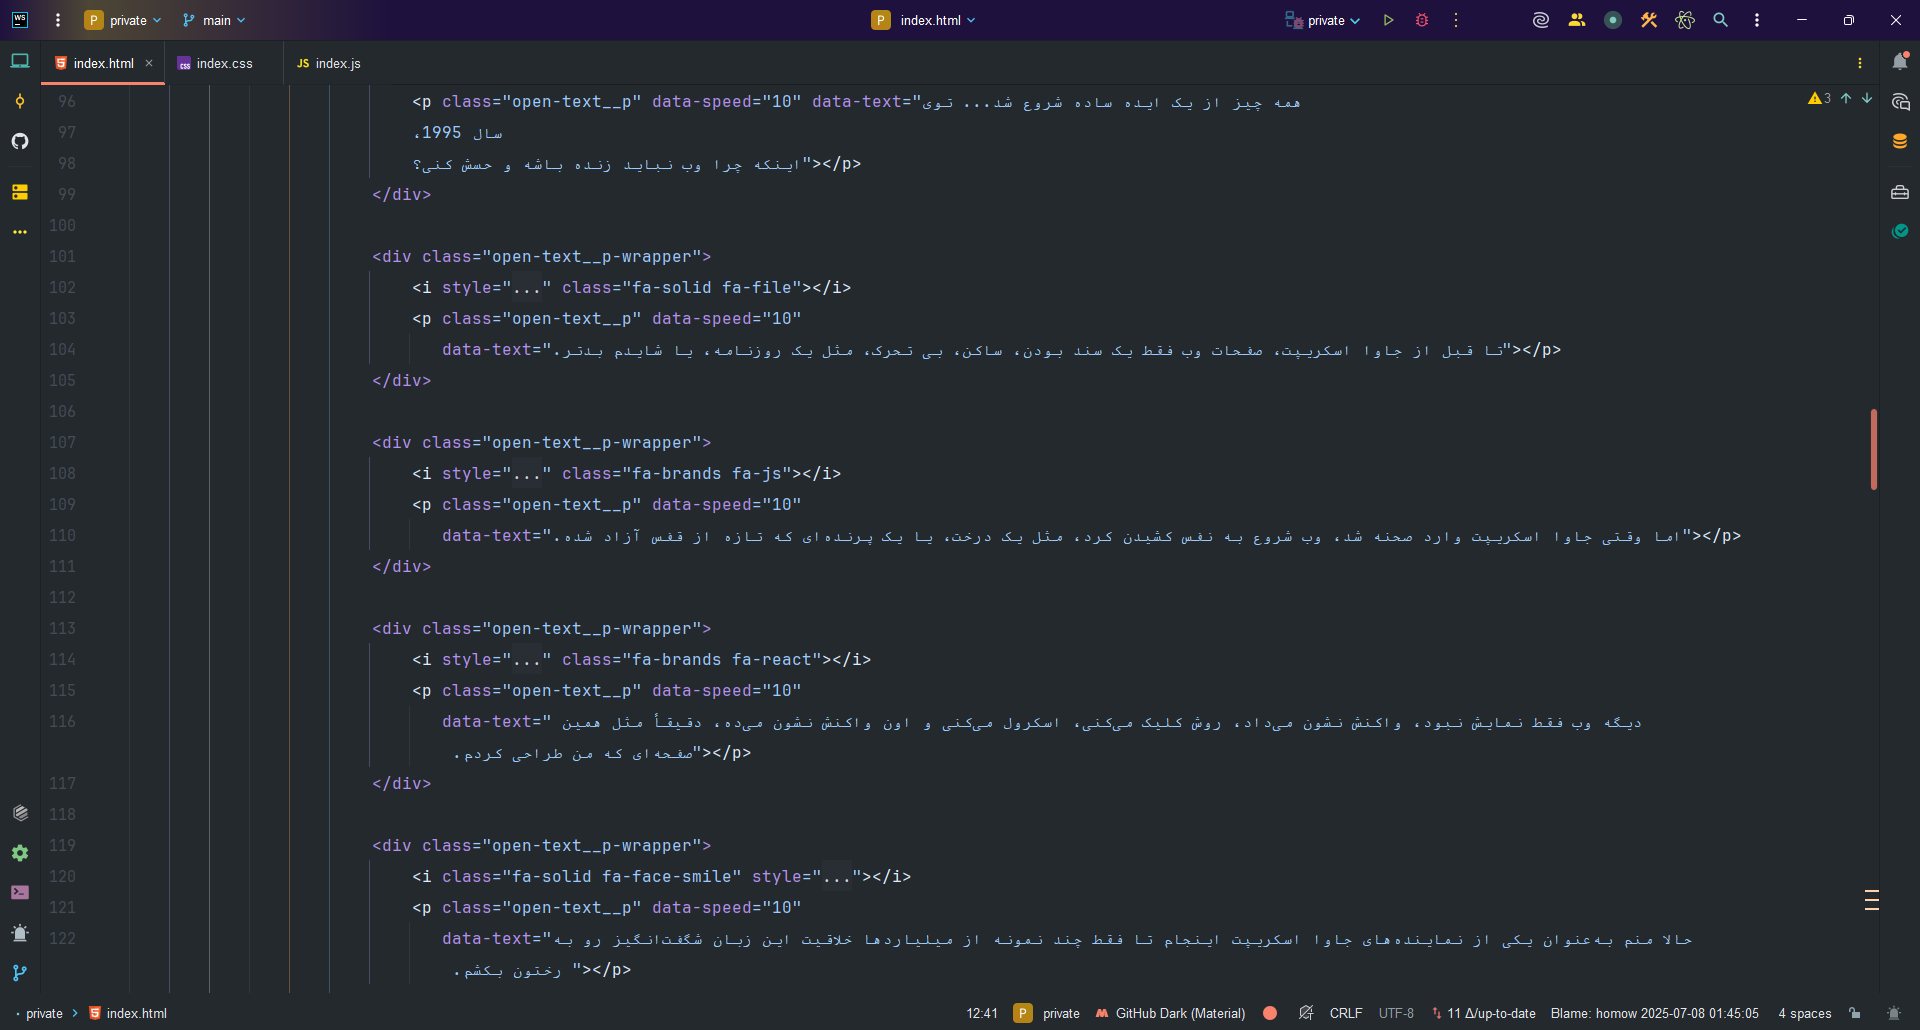 private
main
index.html
private
index.html
index.css
index.js
3
96 <p class="open-text__p" data-speed="10" data-text="همه چیز از یک ایده ساده شروع شد... توی
97 سال 1995،
98 اینکه چرا وب نباید زنده باشه و حسش کنی؟"></p>
99 </div>
100
101 <div class="open-text__p-wrapper">
102 <i style="..." class="fa-solid fa-file"></i>
103 <p class="open-text__p" data-speed="10"
104 data-text="تا قبل از جاوا اسکریپت، صفحات وب فقط یک سند بودن، ساکن، بی تحرک، مثل یک روزنامه، یا شایدم بدتر."></p>
105 </div>
106
107 <div class="open-text__p-wrapper">
108 <i style="..." class="fa-brands fa-js"></i>
109 <p class="open-text__p" data-speed="10"
110 data-text="اما وقتی جاوا اسکریپت وارد صحنه شد، وب شروع به نفس کشیدن کرد، مثل یک درخت، یا یک پرنده‌ای که تازه از قفس آزاد شده."></p>
111 </div>
112
113 <div class="open-text__p-wrapper">
114 <i style="..." class="fa-brands fa-react"></i>
115 <p class="open-text__p" data-speed="10"
116 data-text=" دیگه وب فقط نمایش نبود، واکنش نشون می‌داد، روش کلیک می‌کنی، اسکرول می‌کنی و اون واکنش نشون می‌ده، دقیقاً مثل همین
صفحه‌ای که من طراحی کردم."></p>
117 </div>
118
119 <div class="open-text__p-wrapper">
120 <i class="fa-solid fa-face-smile" style="..."></i>
121 <p class="open-text__p" data-speed="10"
122 data-text="حالا منم به‌عنوان یکی از نماینده‌های جاوا اسکریپت اینجام تا فقط چند نمونه از میلیاردها خلاقیت این زبان شگفت‌انگیز رو به
رختون بکشم. "></p>
private > index.html 12:41 P private GitHub Dark (Material) CRLF UTF-8 11 Δ/up-to-date Blame: homow 2025-07-08 01:45:05 4 spaces